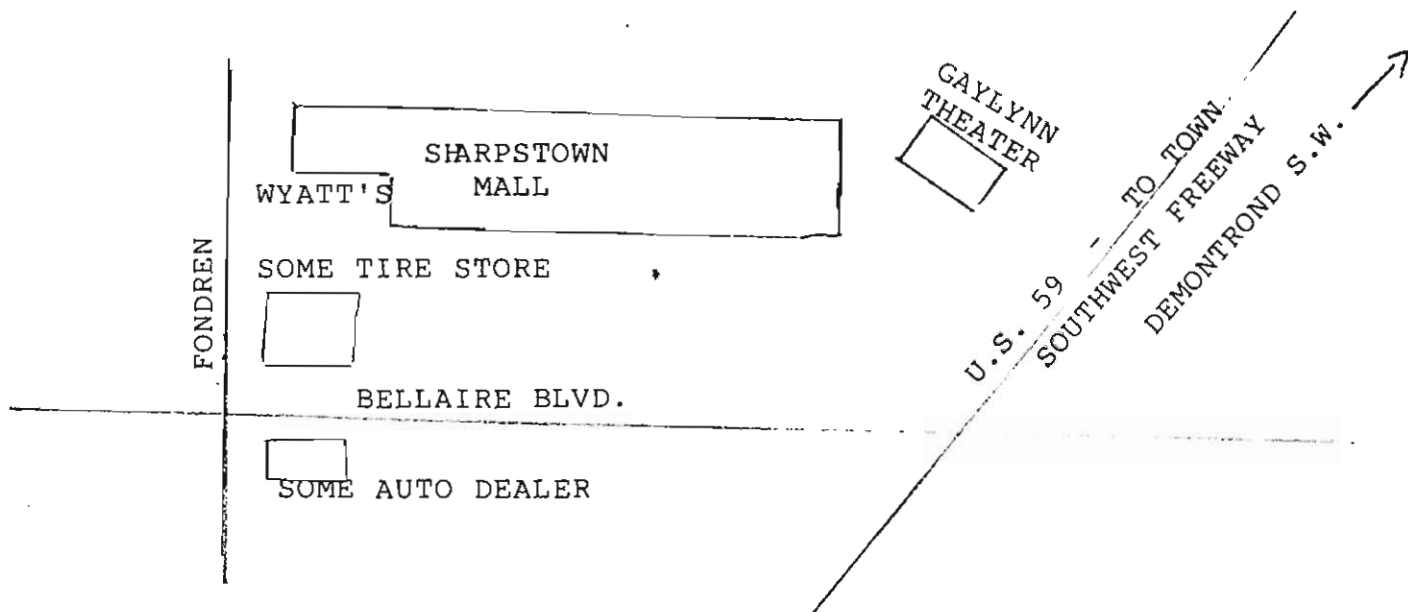 GAYLYNN
THEATER
SHARPSTOWN
MALL
WYATT'S
FONDREN
SOME TIRE STORE
BELLAIRE BLVD.
SOME AUTO DEALER
U.S. 59 - TO TOWN
SOUTHWEST FREEWAY
DEMONTROND S.W.